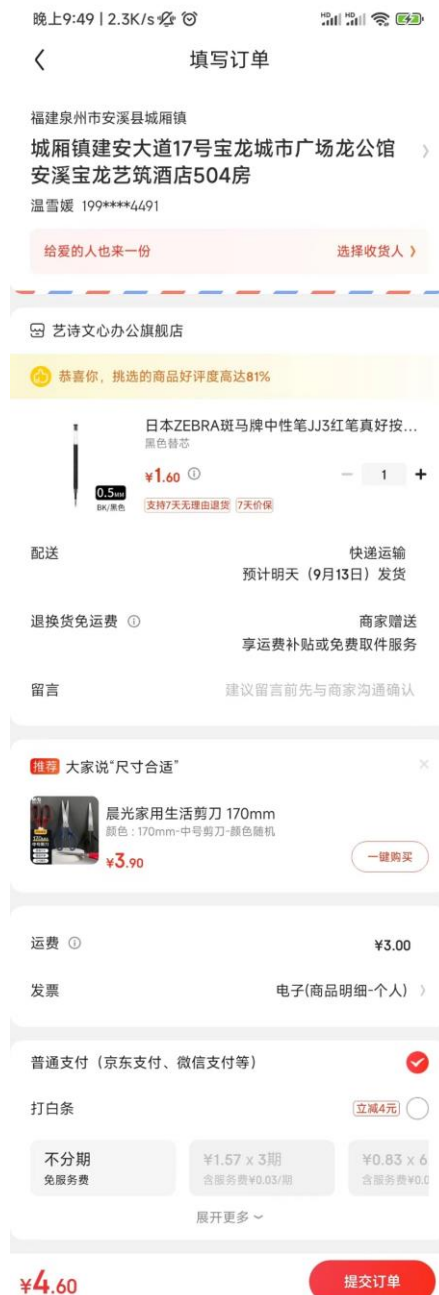 晚上9:49 | 2.3K/s
填写订单
福建泉州市安溪县城厢镇
城厢镇建安大道17号宝龙城市广场龙公馆
安溪宝龙艺筑酒店504房
温雪媛 199****4491
给爱的人也来一份 选择收货人
艺诗文心办公旗舰店
恭喜你，挑选的商品好评度高达81%
日本ZEBRA斑马牌中性笔JJ3红笔真好按...
黑色替芯
¥1.60 1
0.5MM
BK/黑色
支持7天无理由退货 7天价保
配送 快递运输
预计明天（9月13日）发货
退换货免运费 商家赠送
享运费补贴或免费取件服务
留言 建议留言前先与商家沟通确认
推荐 大家说“尺寸合适”
晨光家用生活剪刀 170mm
颜色：170mm-中号剪刀-颜色随机
¥3.90 一键购买
运费 ¥3.00
发票 电子(商品明细-个人)
普通支付（京东支付、微信支付等）
打白条 立减4元
不分期 ¥1.57 x 3期 ¥0.83 x 6
免服务费 含服务费¥0.03/期 含服务费¥0.0
展开更多
¥4.60 提交订单